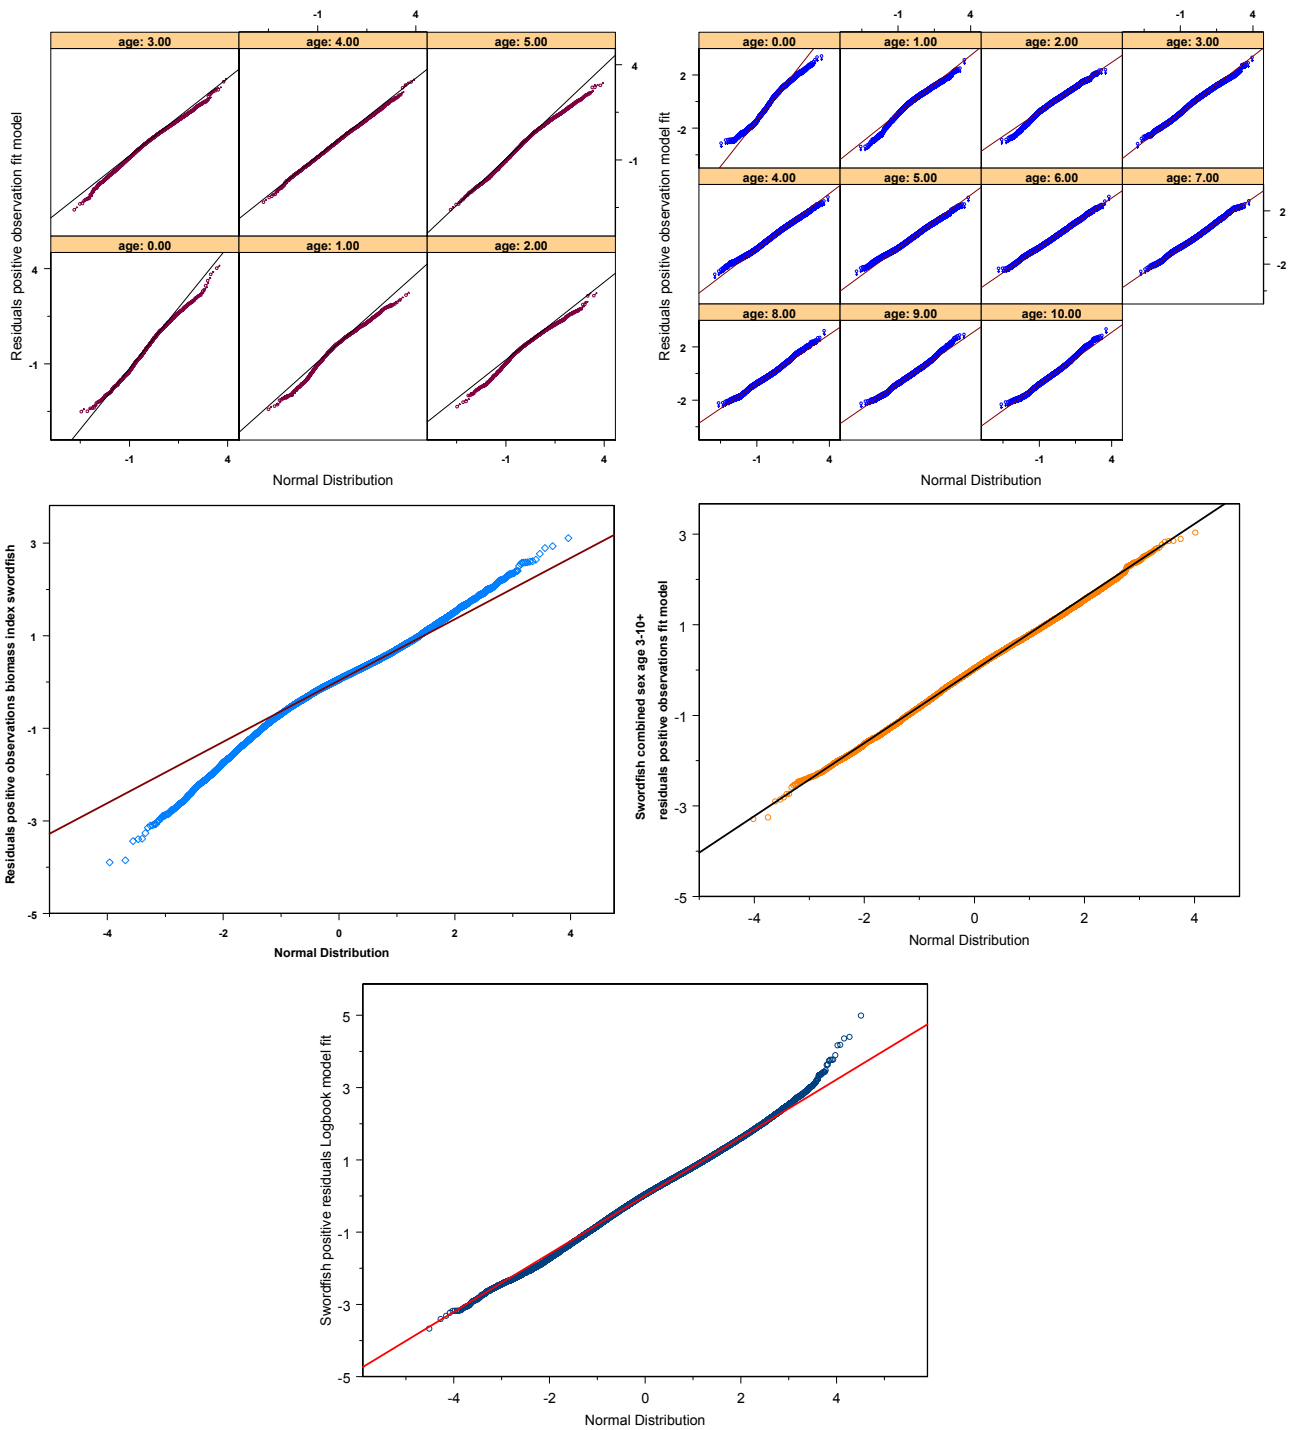 -1 4
age: 3.00 age: 4.00 age: 5.00
4
-1
age: 0.00 age: 1.00 age: 2.00
4
-1
-1 4 -1 4
Residuals positive observation fit model
Normal Distribution
-1 4 -1 4
age: 0.00 age: 1.00 age: 2.00 age: 3.00
2
-2
age: 4.00 age: 5.00 age: 6.00 age: 7.00
2
-2
age: 8.00 age: 9.00 age: 10.00
2
-2
-1 4 -1 4
Residuals positive observation model fit
Normal Distribution
Residuals positive observations biomass index swordfish
3
1
-1
-3
-5
-4 -2 0 2 4
Normal Distribution
Swordfish combined sex age 3-10+
residuals positive observations fit model
3
1
-1
-3
-5
-4 -2 0 2 4
Normal Distribution
Swordfish positive residuals Logbook model fit
5
3
1
-1
-3
-5
-4 -2 0 2 4
Normal Distribution